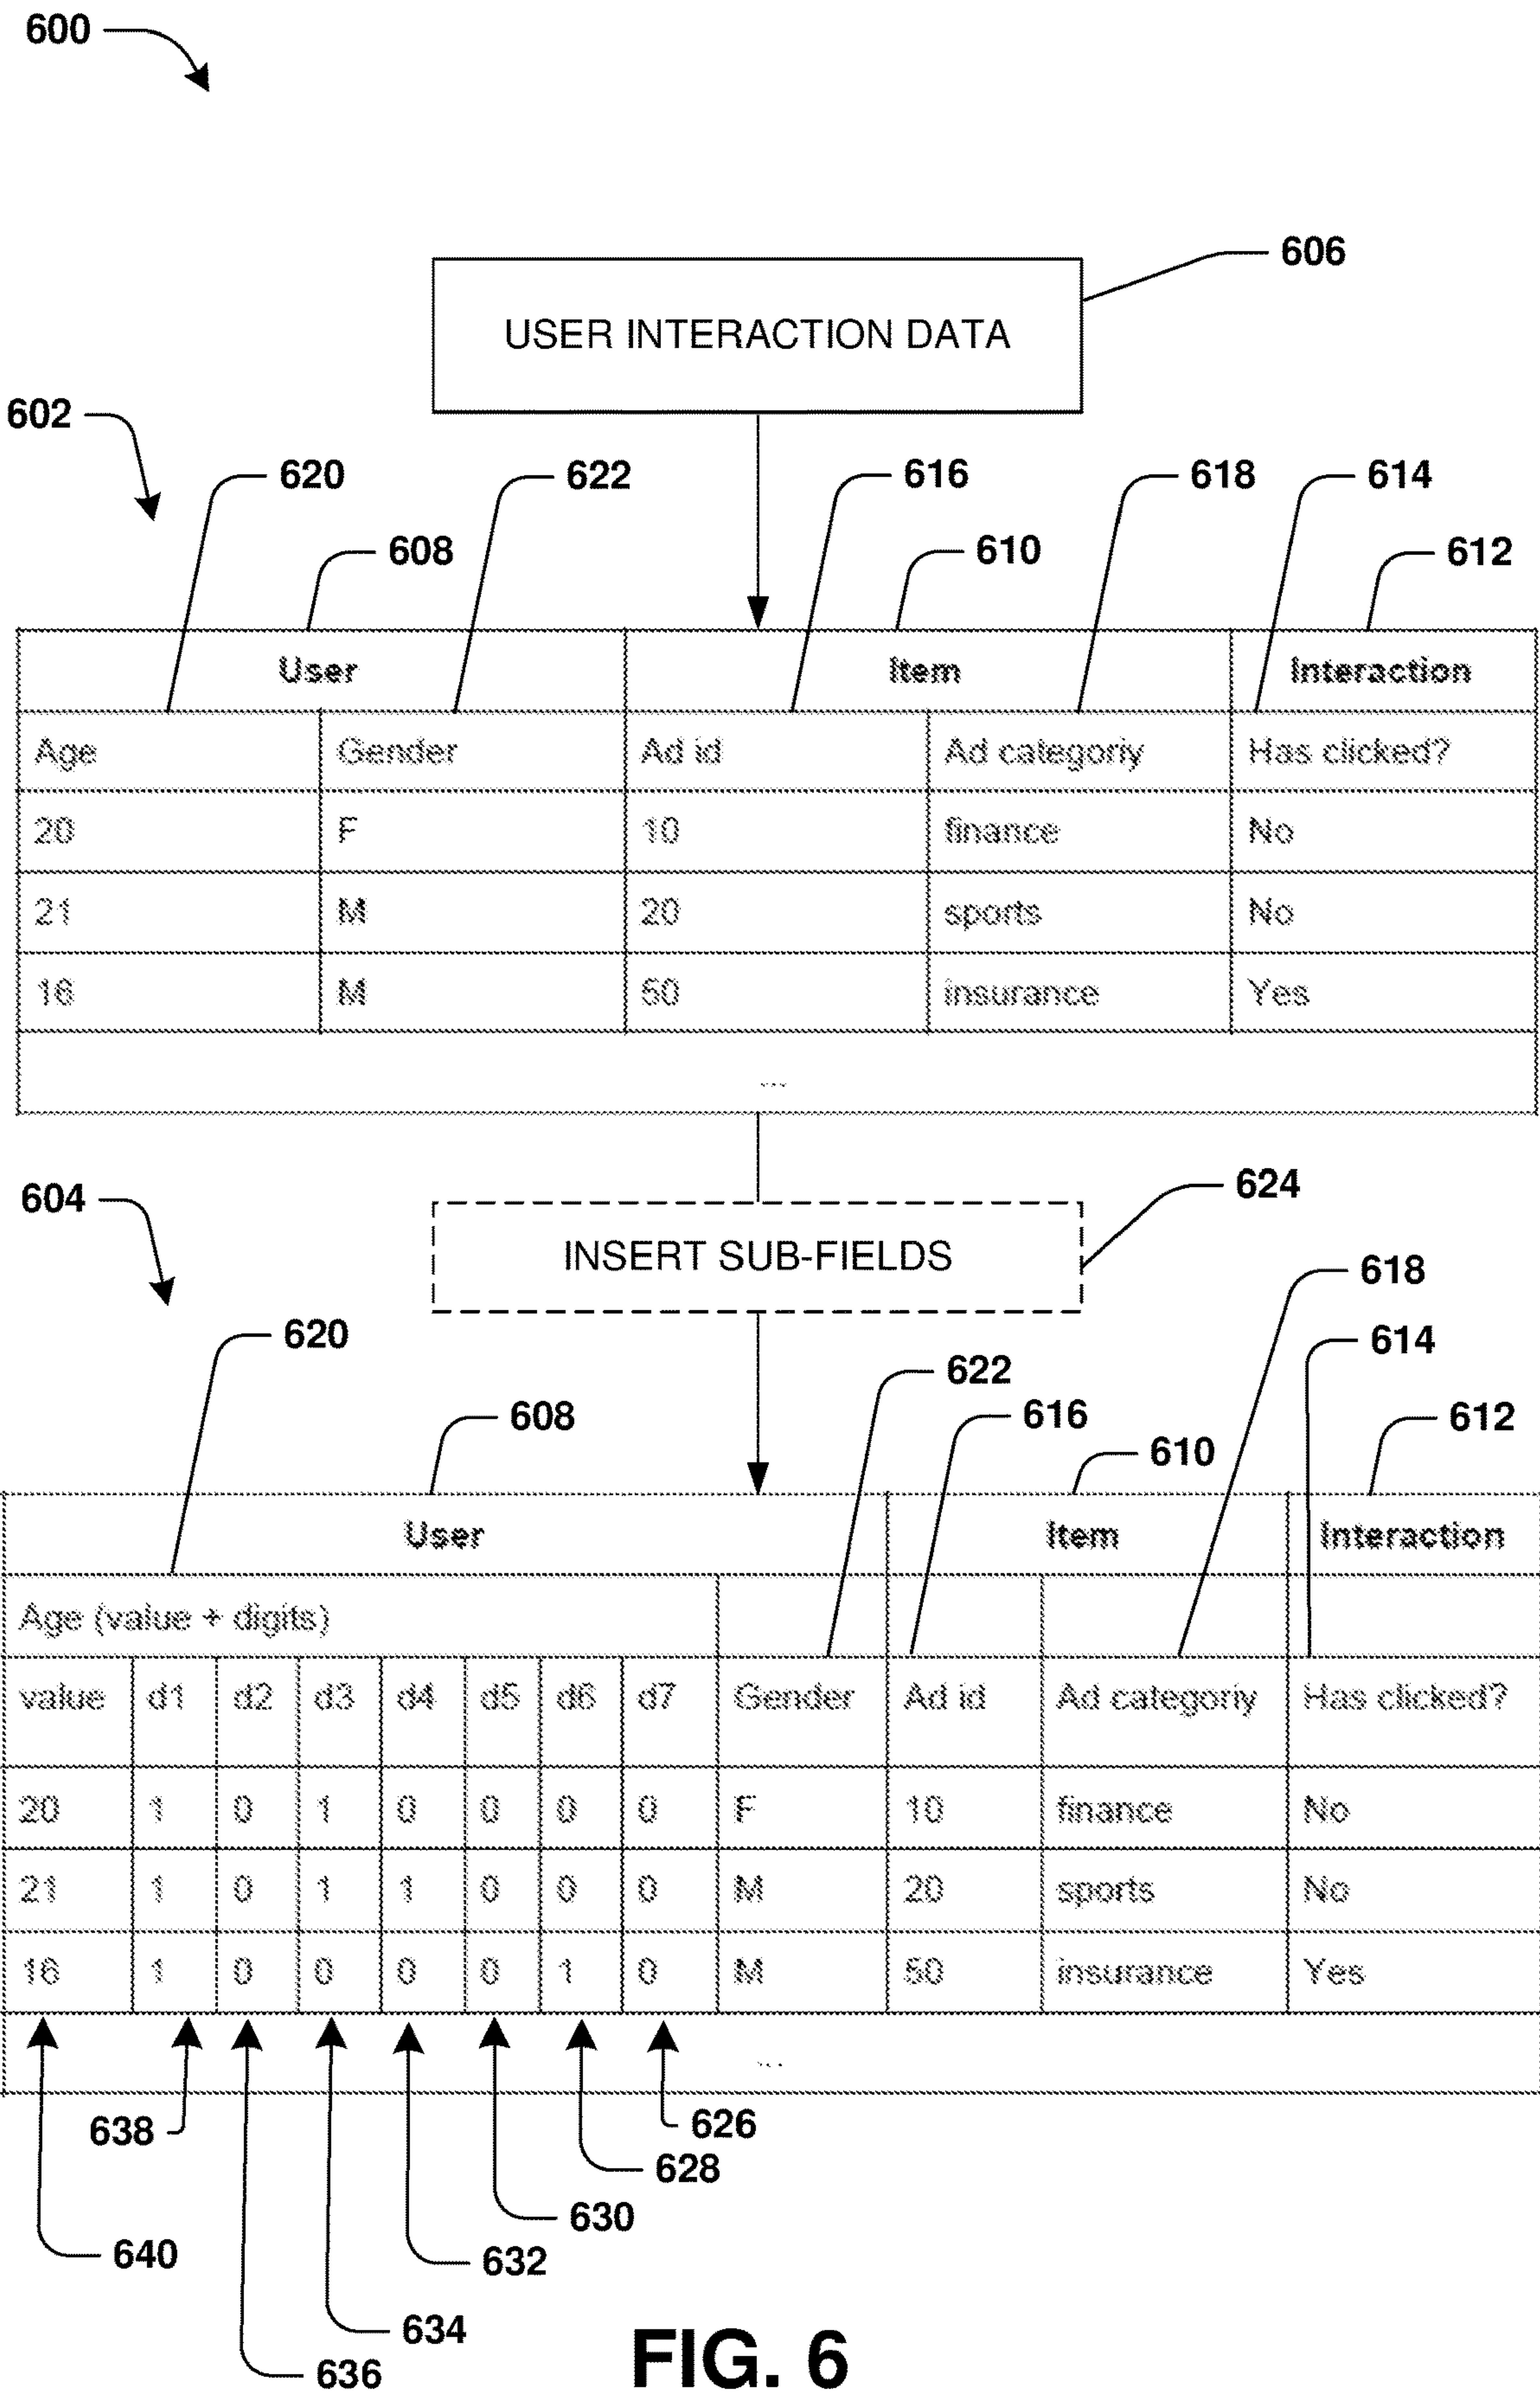 600
606
USER INTERACTION DATA
602
620 622 616 618 614
608 610 612
User Item Interaction
Age Gender Ad id Ad categoriy Has clicked?
20 F 10 finance No
21 M 20 sports No
16 M 50 insurance Yes
...
604
624
INSERT SUB-FIELDS
618
620
614
622
608 616 612
610
User Item Interaction
Age (value + digits)
value d1 d2 d3 d4 d5 d6 d7 Gender Ad id Ad categoriy Has clicked?
20 1 0 1 0 0 0 0 F 10 finance No
21 1 0 1 1 0 0 0 M 20 sports No
16 1 0 0 0 0 1 0 M 50 insurance Yes
...
638 626
628
630
640 632
634
636
FIG. 6